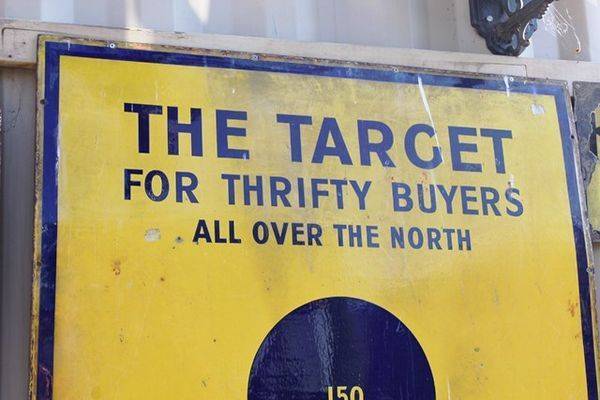 THE TARGET
FOR THRIFTY BUYERS
ALL OVER THE NORTH
150